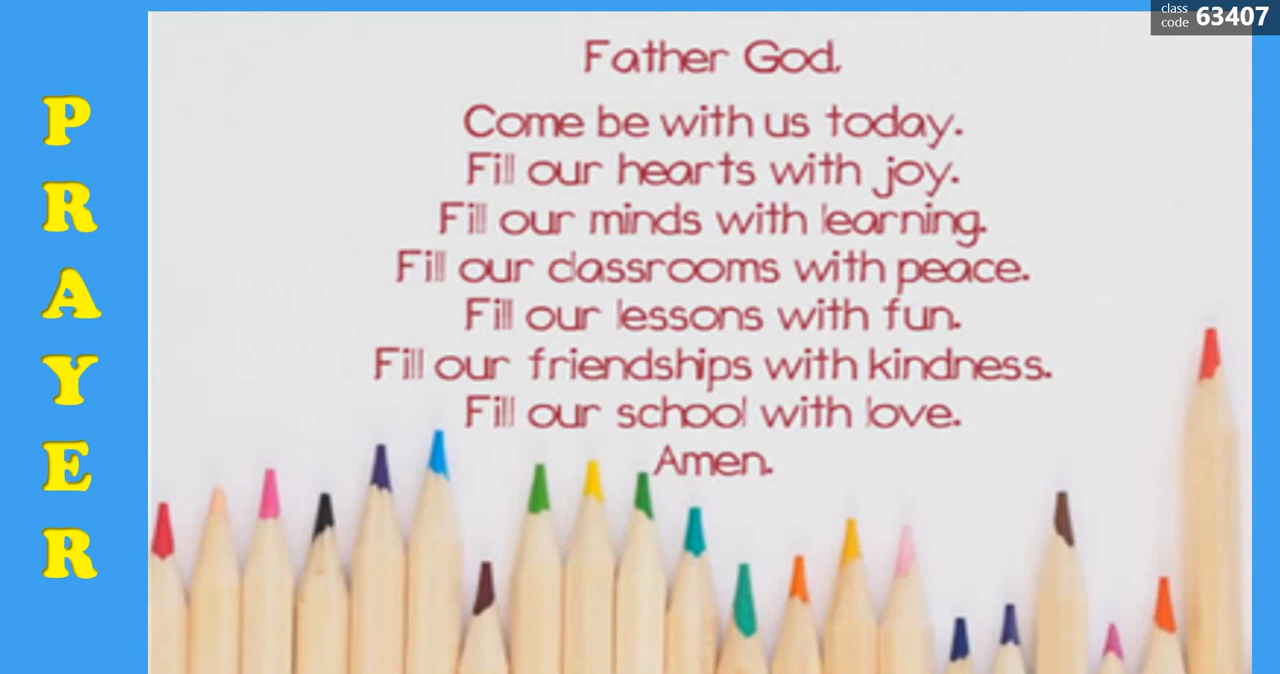 class
code 63407
PRAYER
Father God,
Come be with us today.
Fill our hearts with joy.
Fill our minds with learning.
Fill our classrooms with peace.
Fill our lessons with fun.
Fill our friendships with kindness.
Fill our school with love.
Amen.